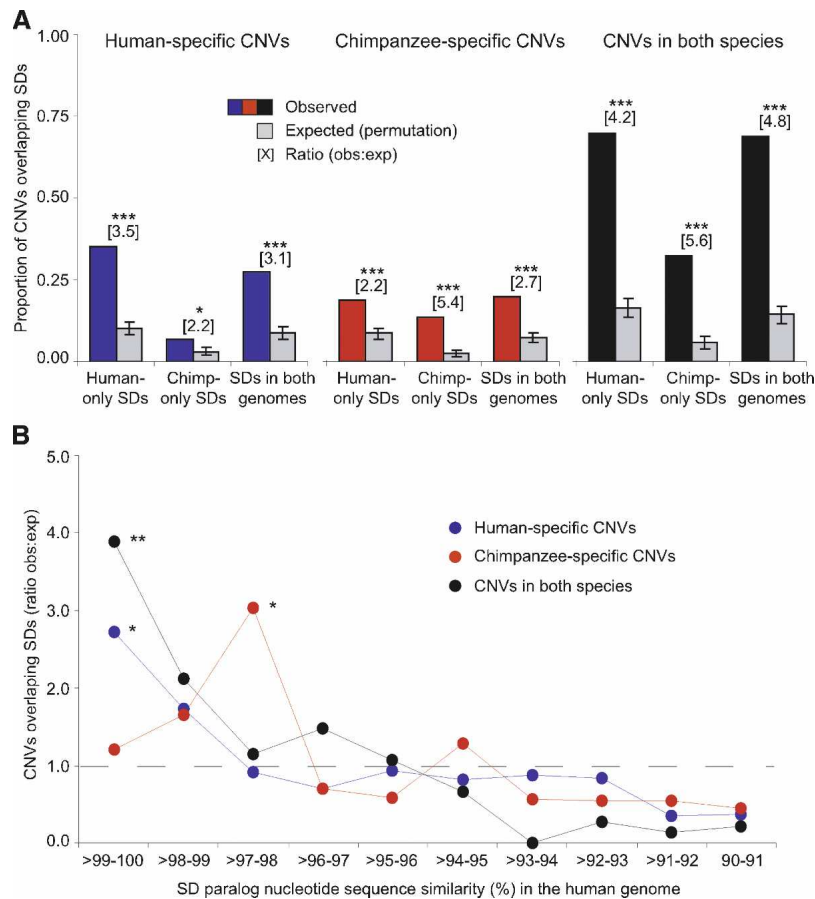 A
1.00
0.75
0.50
0.25
0.00
Proportion of CNVs overlapping SDs
Human-specific CNVs
Chimpanzee-specific CNVs
CNVs in both species
Observed
Expected (permutation)
[X] Ratio (obs:exp)
***
[3.5]
*
[2.2]
***
[3.1]
***
[2.2]
***
[5.4]
***
[2.7]
***
[4.2]
***
[5.6]
***
[4.8]
Human-
only SDs
Chimp-
only SDs
SDs in both
genomes
Human-
only SDs
Chimp-
only SDs
SDs in both
genomes
Human-
only SDs
Chimp-
only SDs
SDs in both
genomes
B
5.0
4.0
3.0
2.0
1.0
0.0
CNVs overlaping SDs (ratio obs:exp)
Human-specific CNVs
Chimpanzee-specific CNVs
CNVs in both species
**
*
*
>99-100 >98-99 >97-98 >96-97 >95-96 >94-95 >93-94 >92-93 >91-92 90-91
SD paralog nucleotide sequence similarity (%) in the human genome